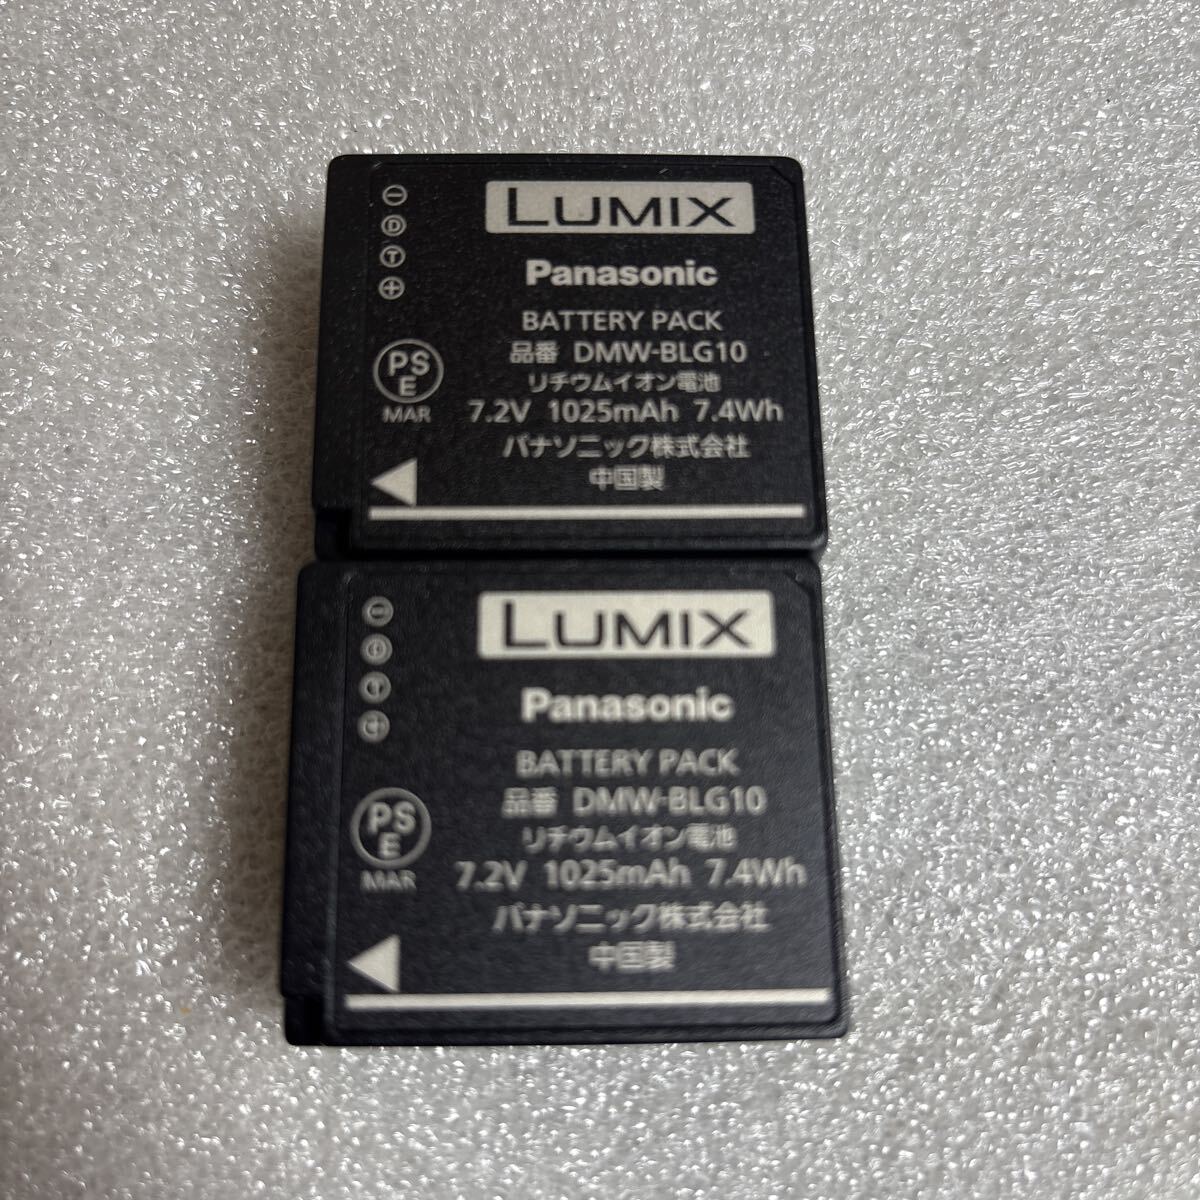 LUMIX
Panasonic
BATTERY PACK
品番 DMW-BLG10
リチウムイオン電池
7.2V 1025mAh 7.4Wh
パナソニック株式会社
中国製
⊖
D
T
⊕
PS
E
MAR
LUMIX
Panasonic
BATTERY PACK
品番 DMW-BLG10
リチウムイオン電池
7.2V 1025mAh 7.4Wh
パナソニック株式会社
中国製
⊖
T
PS
E
MAR